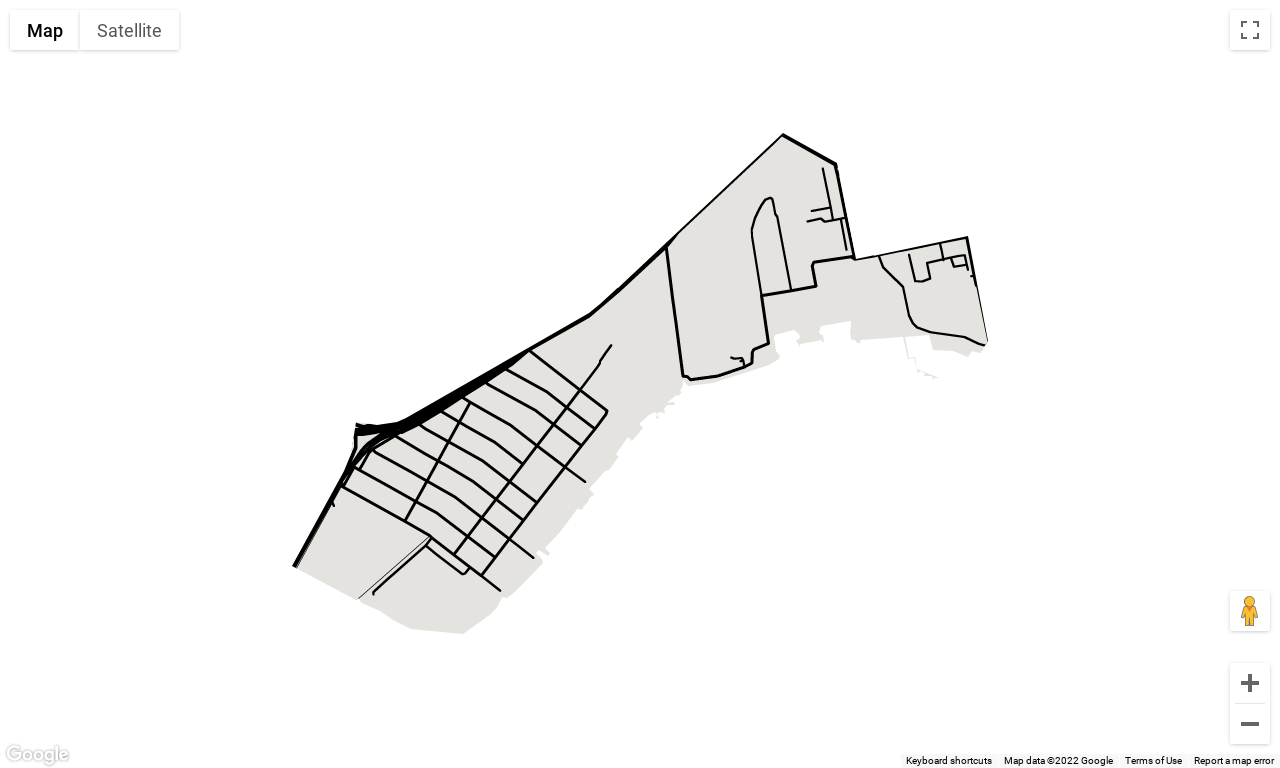 Map Satellite
Google
Keyboard shortcuts Map data ©2022 Google Terms of Use Report a map error